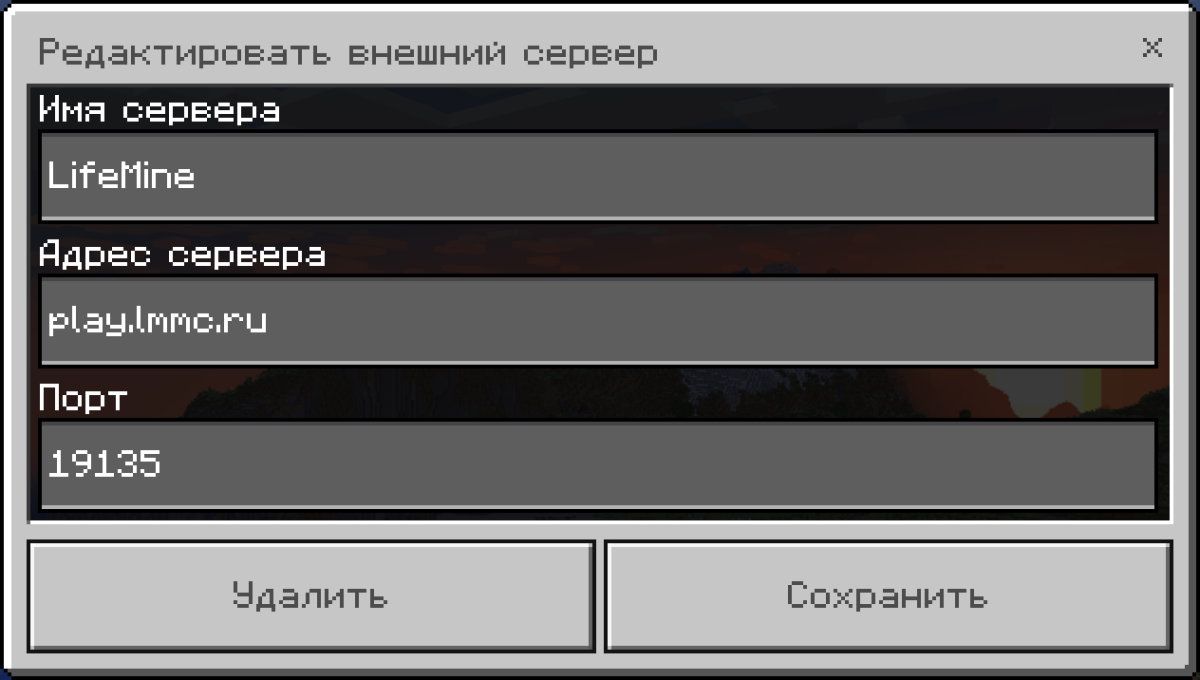 Редактировать внешний сервер
×
Имя сервера
LifeMine
Адрес сервера
play.lmmc.ru
Порт
19135
Удалить
Сохранить